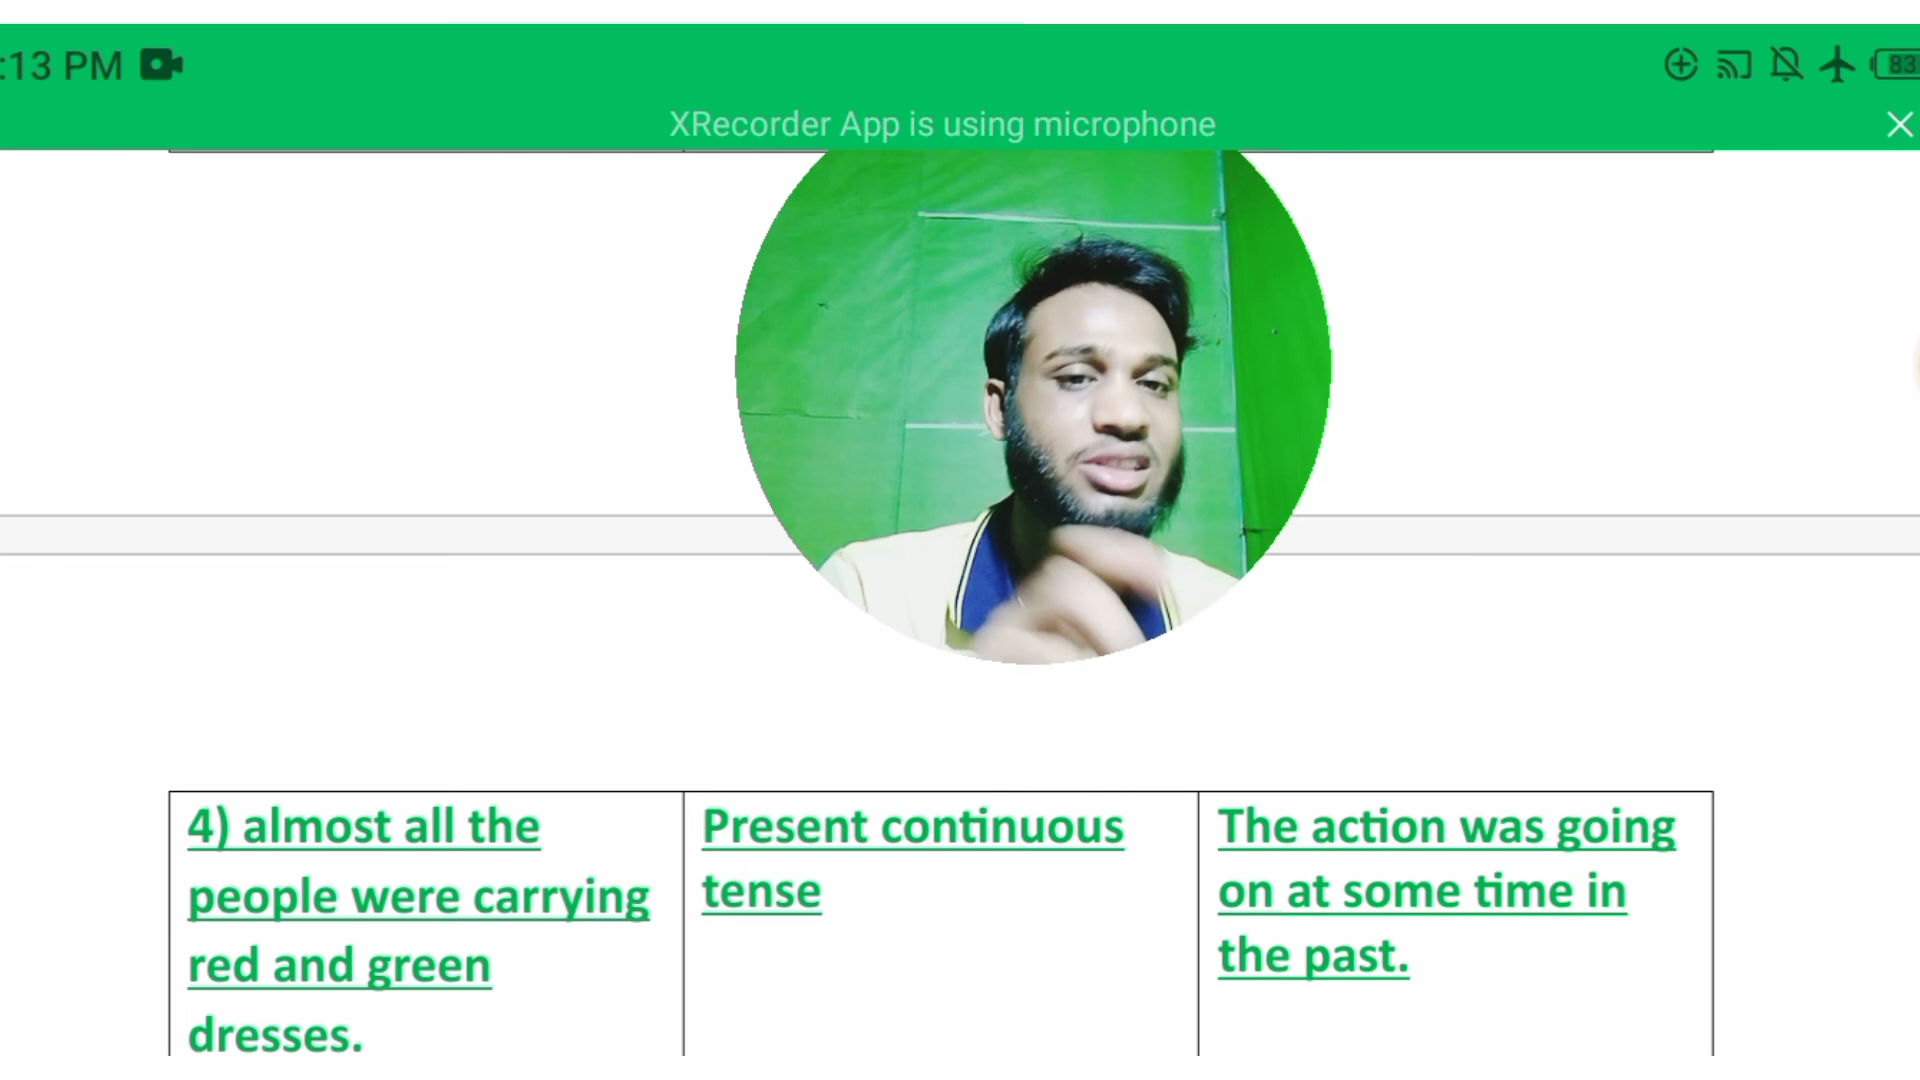 :13 PM
83
XRecorder App is using microphone
4) almost all the
people were carrying
red and green
dresses.
Present continuous
tense
The action was going
on at some time in
the past.